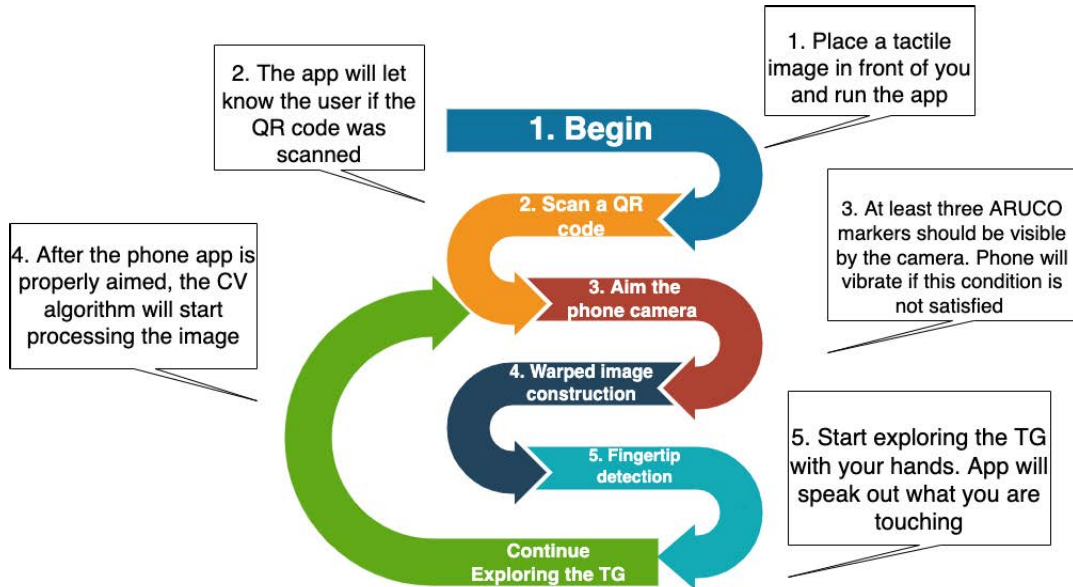 1. Place a tactile
image in front of you
and run the app
2. The app will let
know the user if the
QR code was
scanned
1. Begin
2. Scan a QR
code
3. At least three ARUCO
markers should be visible
by the camera. Phone will
vibrate if this condition is
not satisfied
4. After the phone app is
properly aimed, the CV
algorithm will start
processing the image
3. Aim the
the phone camera
4. Warped image
construction
5. Start exploring the TG
with your hands. App will
speak out what you are
touching
5. Fingertip
detection
Continue
Exploring the TG